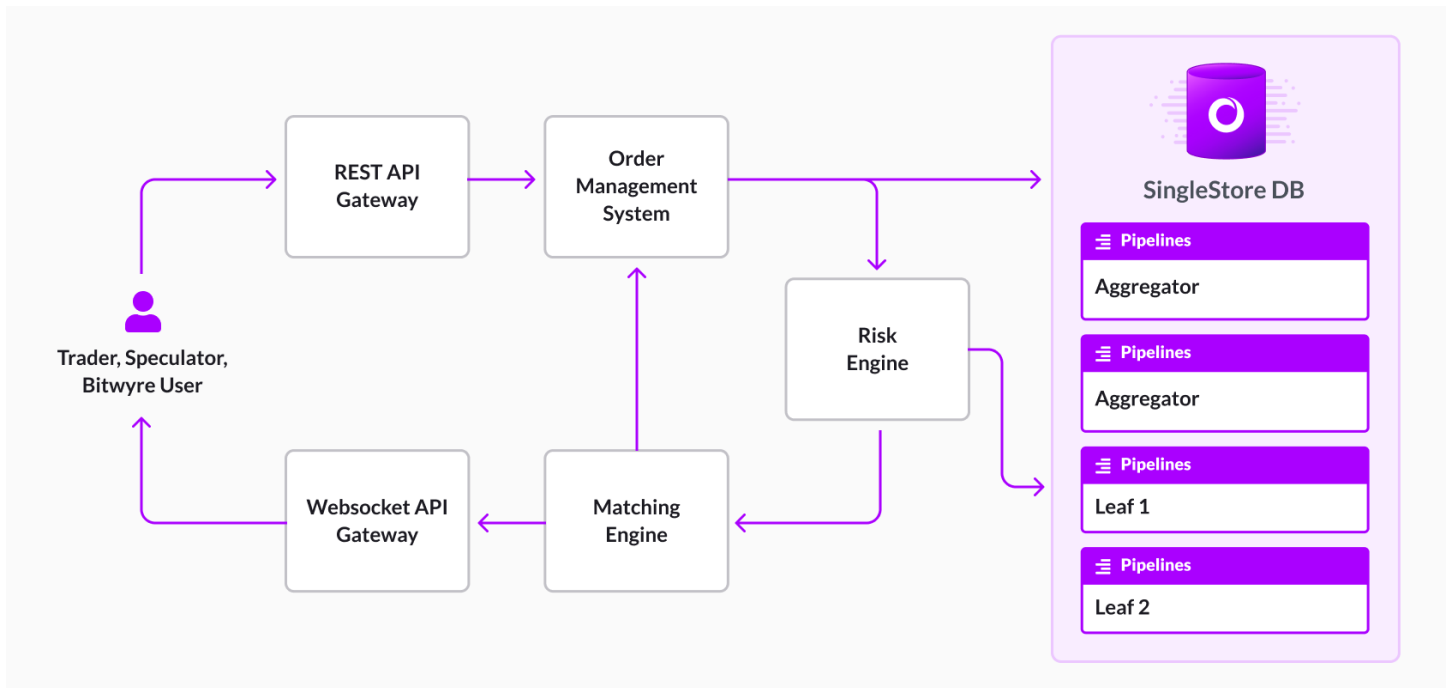 REST API
Gateway
Order
Management
System
SingleStore DB
Pipelines
Aggregator
Risk
Engine
Pipelines
Aggregator
Trader, Speculator,
Bitwyre User
Websocket API
Gateway
Matching
Engine
Pipelines
Leaf 1
Pipelines
Leaf 2